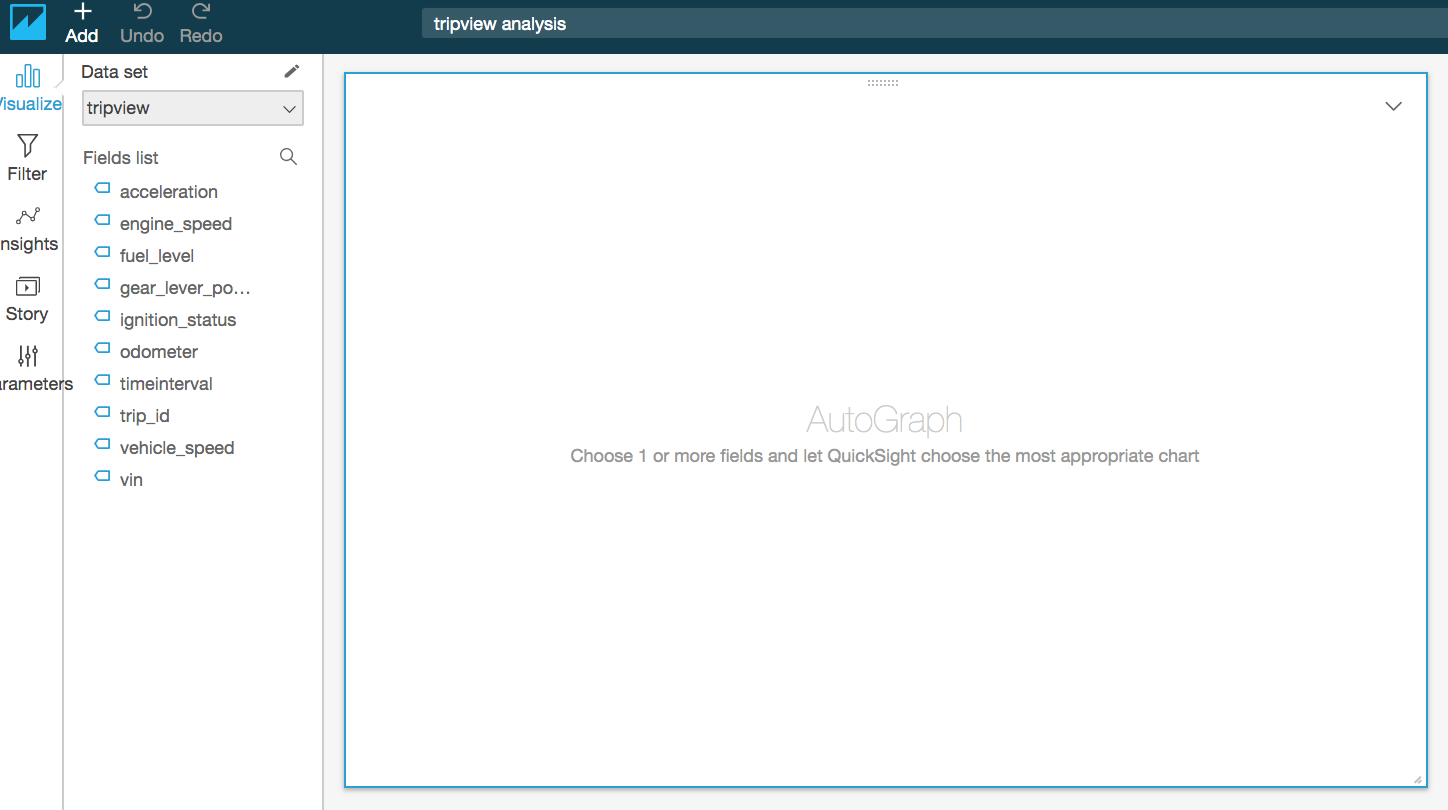 Add Undo Redo
tripview analysis
Visualize
Filter
nsights
Story
arameters
Data set
tripview
Fields list
acceleration
engine_speed
fuel_level
gear_lever_po...
ignition_status
odometer
timeinterval
trip_id
vehicle_speed
vin
AutoGraph
Choose 1 or more fields and let QuickSight choose the most appropriate chart